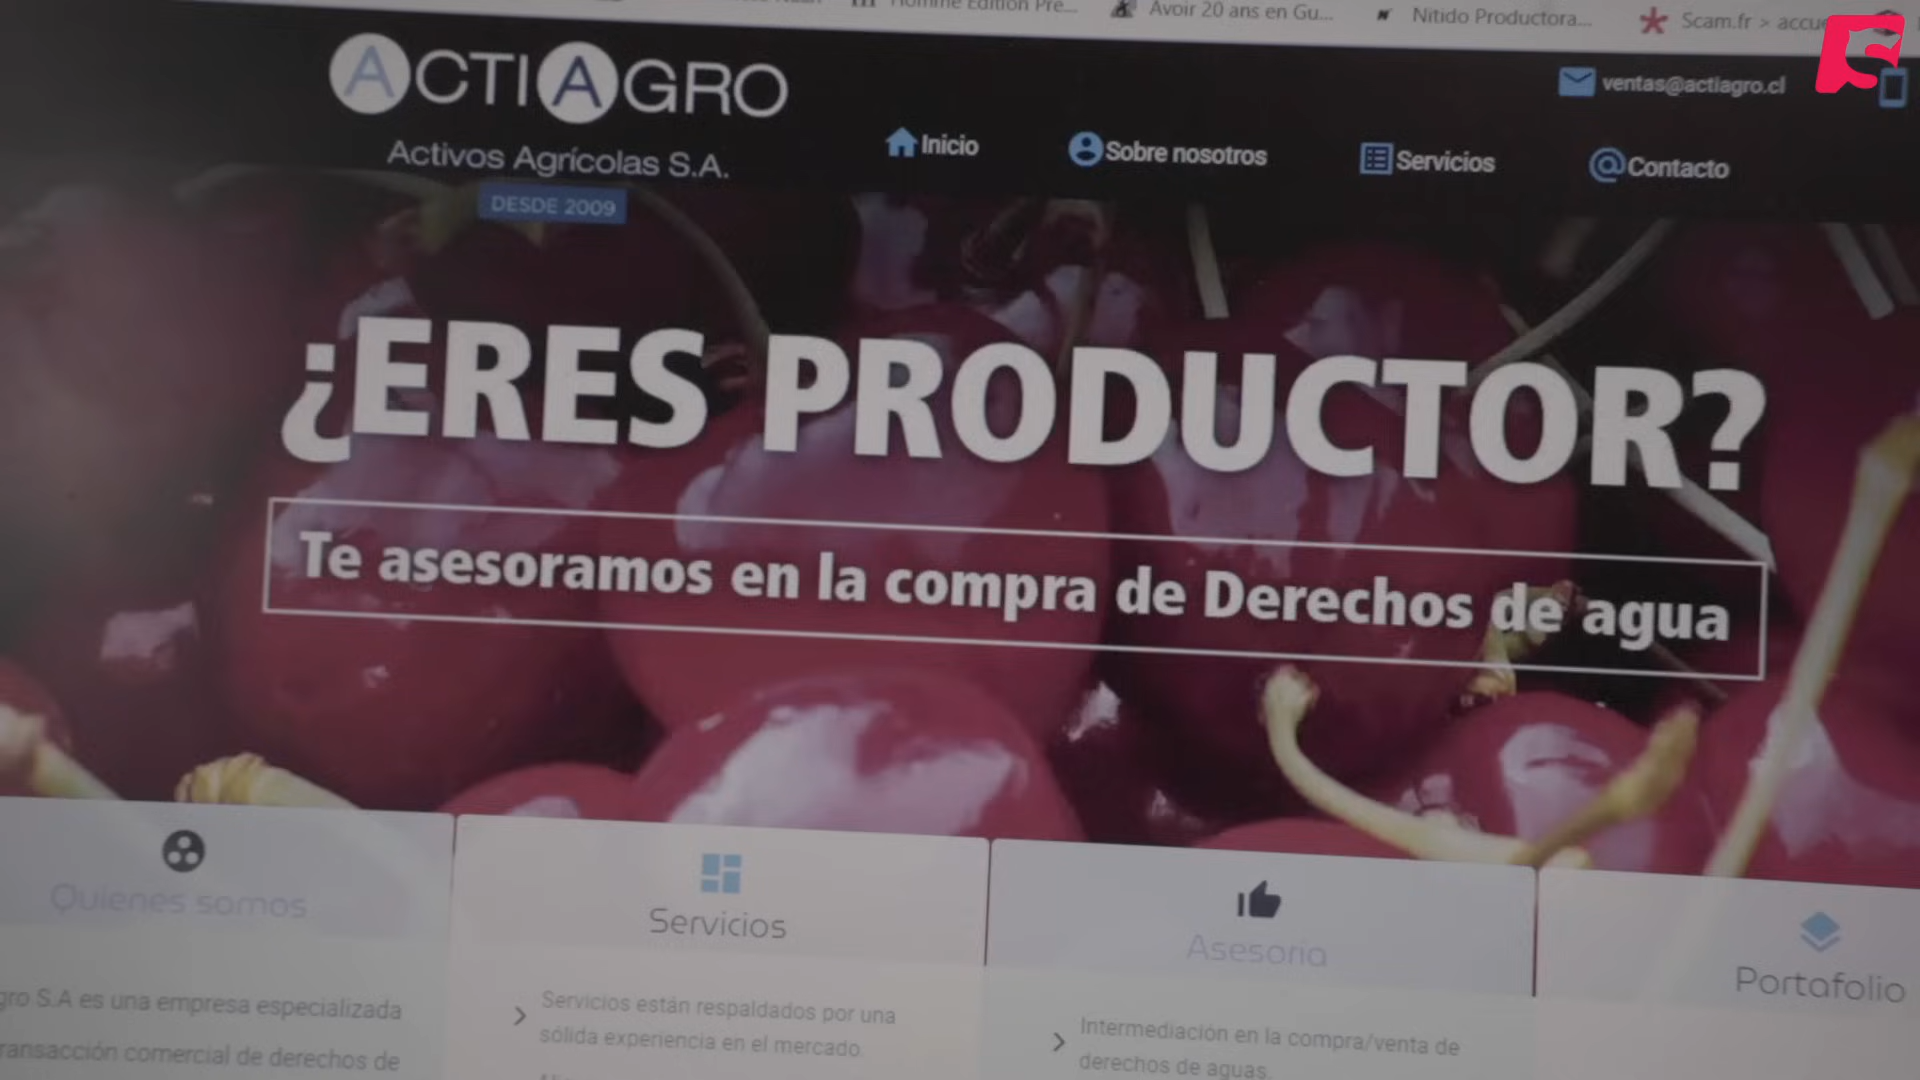 Avoir 20 ans en Gu...
Nitido Productora...
Scam.fr > accu
ACTIAGRO
Activos Agrícolas S.A.
DESDE 2009
ventas@actiagro.cl
Inicio
Sobre nosotros
Servicios
Contacto
¿ERES PRODUCTOR?
Te asesoramos en la compra de Derechos de agua
Quienes somos
gro S.A es una empresa especializada
ransacción comercial de derechos de
Servicios
Servicios están respaldados por una
sólida experiencia en el mercado.
Asesoria
Intermediación en la compra/venta de
derechos de aguas.
Portafolio